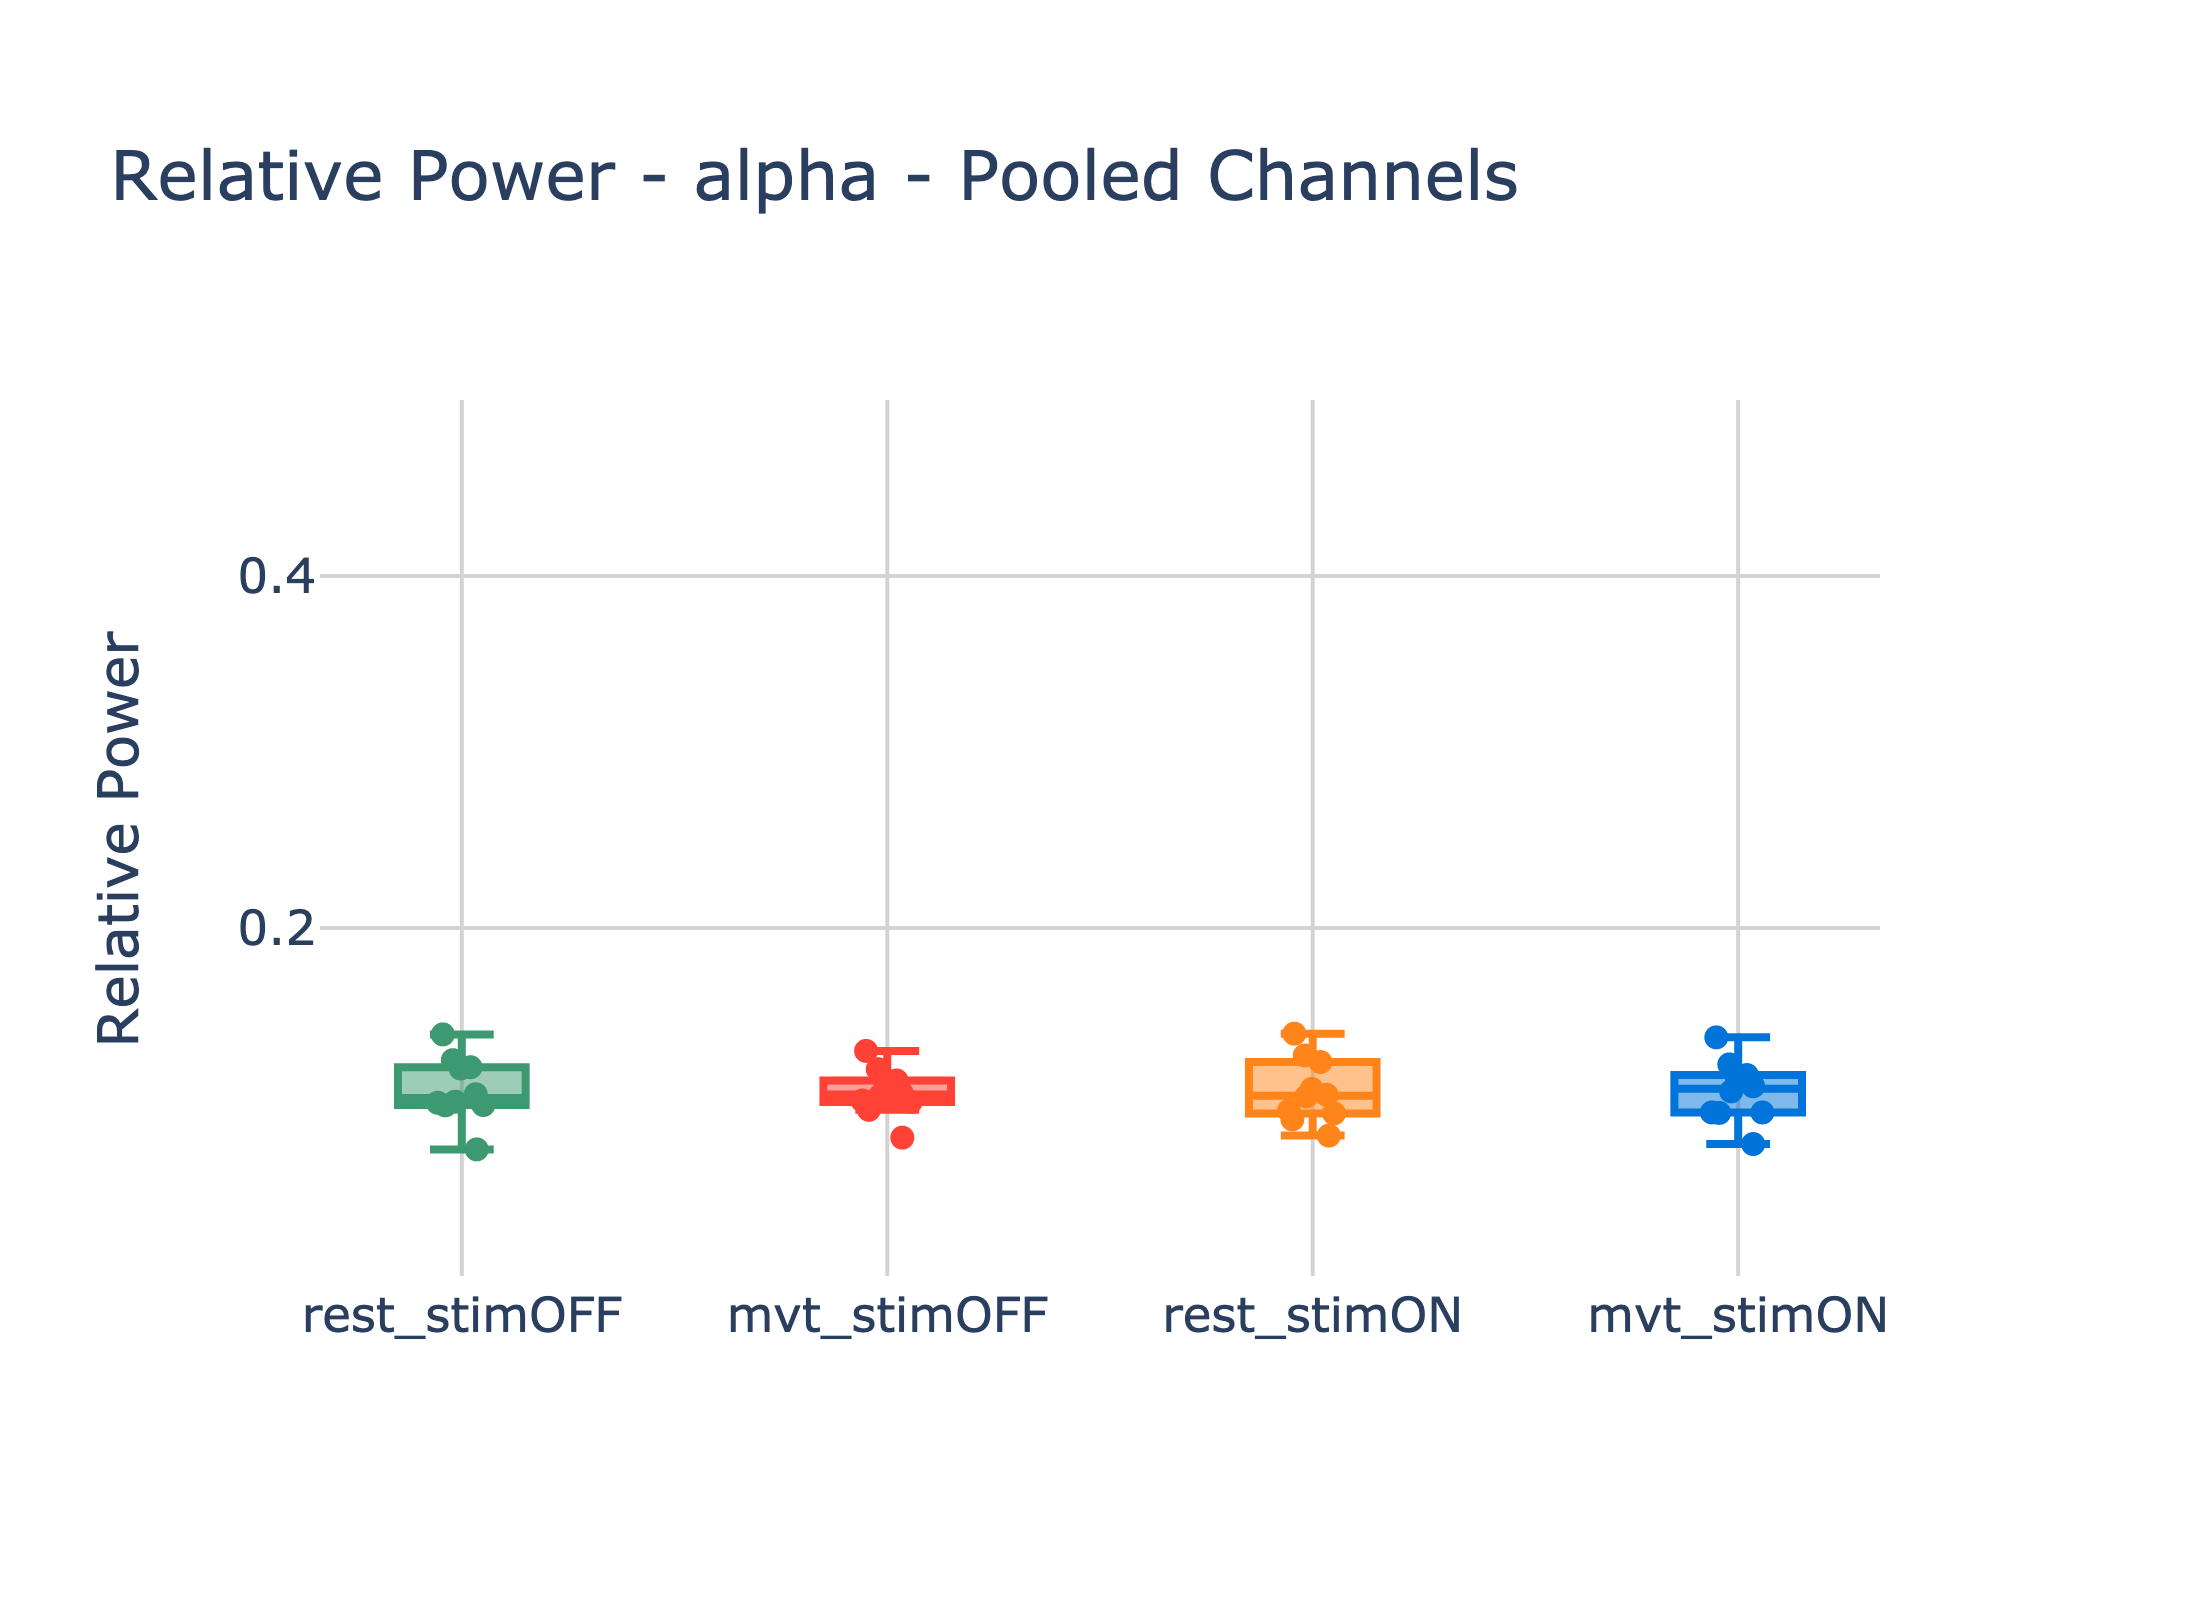 Relative Power - alpha - Pooled Channels
0.4
0.2
Relative Power
rest_stimOFF
mvt_stimOFF
rest_stimON
mvt_stimON